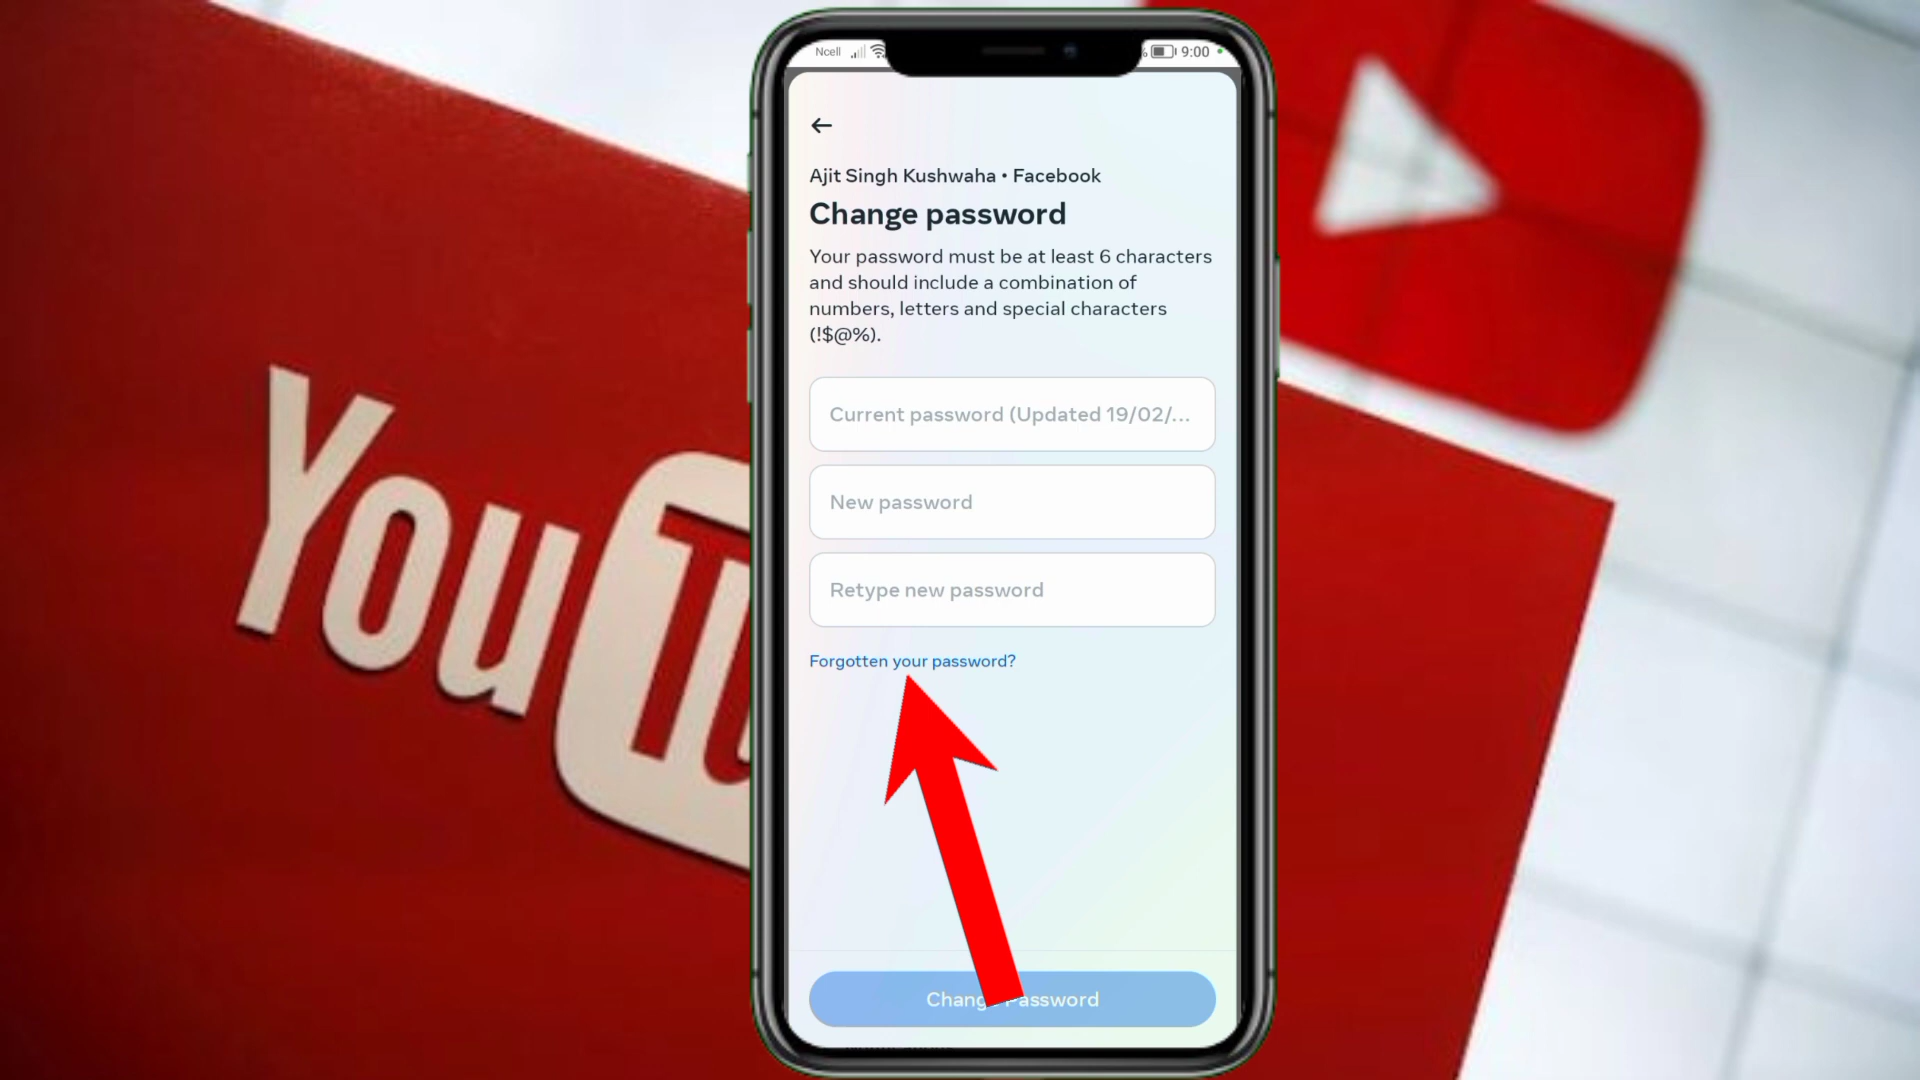 Ncell
9:00
Ajit Singh Kushwaha • Facebook
Change password
Your password must be at least 6 characters
and should include a combination of
numbers, letters and special characters
(!$@%).
Current password (Updated 19/02/...
New password
Retype new password
Forgotten your password?
Change Password
You